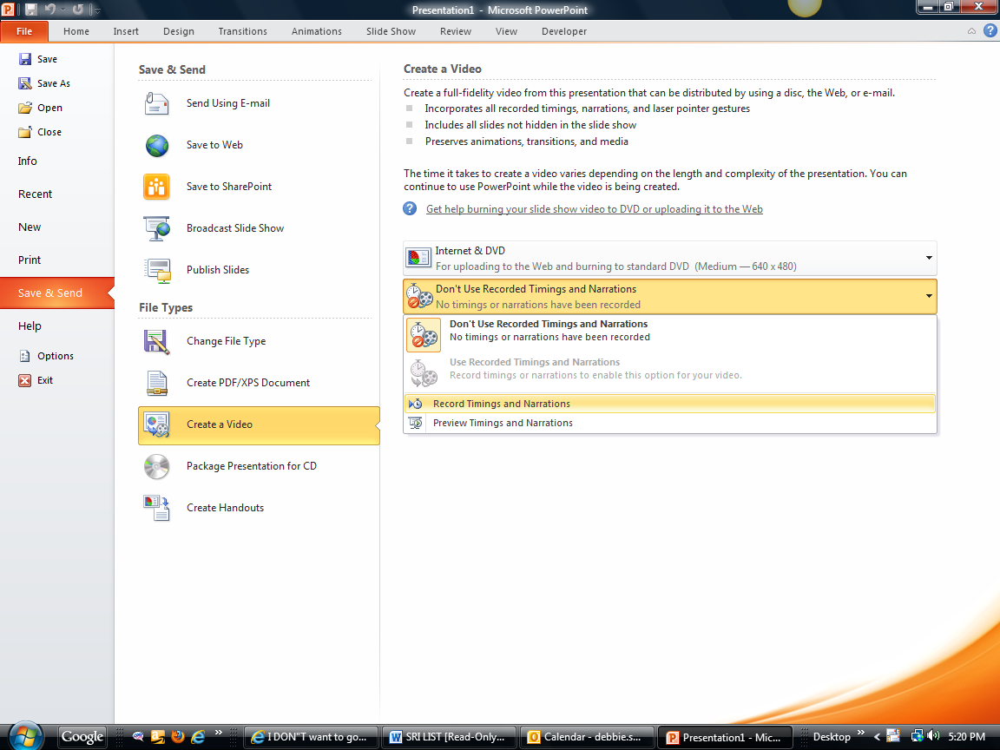 Presentation1 - Microsoft PowerPoint
File Home Insert Design Transitions Animations Slide Show Review View Developer
Save
Save As
Open
Close
Info
Recent
New
Print
Save & Send
Help
Options
Exit
Save & Send
Send Using E-mail
Save to Web
Save to SharePoint
Broadcast Slide Show
Publish Slides
File Types
Change File Type
Create PDF/XPS Document
Create a Video
Package Presentation for CD
Create Handouts
Create a Video
Create a full-fidelity video from this presentation that can be distributed by using a disc, the Web, or e-mail.
Incorporates all recorded timings, narrations, and laser pointer gestures
Includes all slides not hidden in the slide show
Preserves animations, transitions, and media
The time it takes to create a video varies depending on the length and complexity of the presentation. You can
continue to use PowerPoint while the video is being created.
Get help burning your slide show video to DVD or uploading it to the Web
Internet & DVD
For uploading to the Web and burning to standard DVD (Medium — 640 x 480)
Don't Use Recorded Timings and Narrations
No timings or narrations have been recorded
Don't Use Recorded Timings and Narrations
No timings or narrations have been recorded
Use Recorded Timings and Narrations
Record timings or narrations to enable this option for your video.
Record Timings and Narrations
Preview Timings and Narrations
Google I DON"T want to go... SRI LIST [Read-Only... Calendar - debbie.s... Presentation1 - Mic... Desktop 5:20 PM